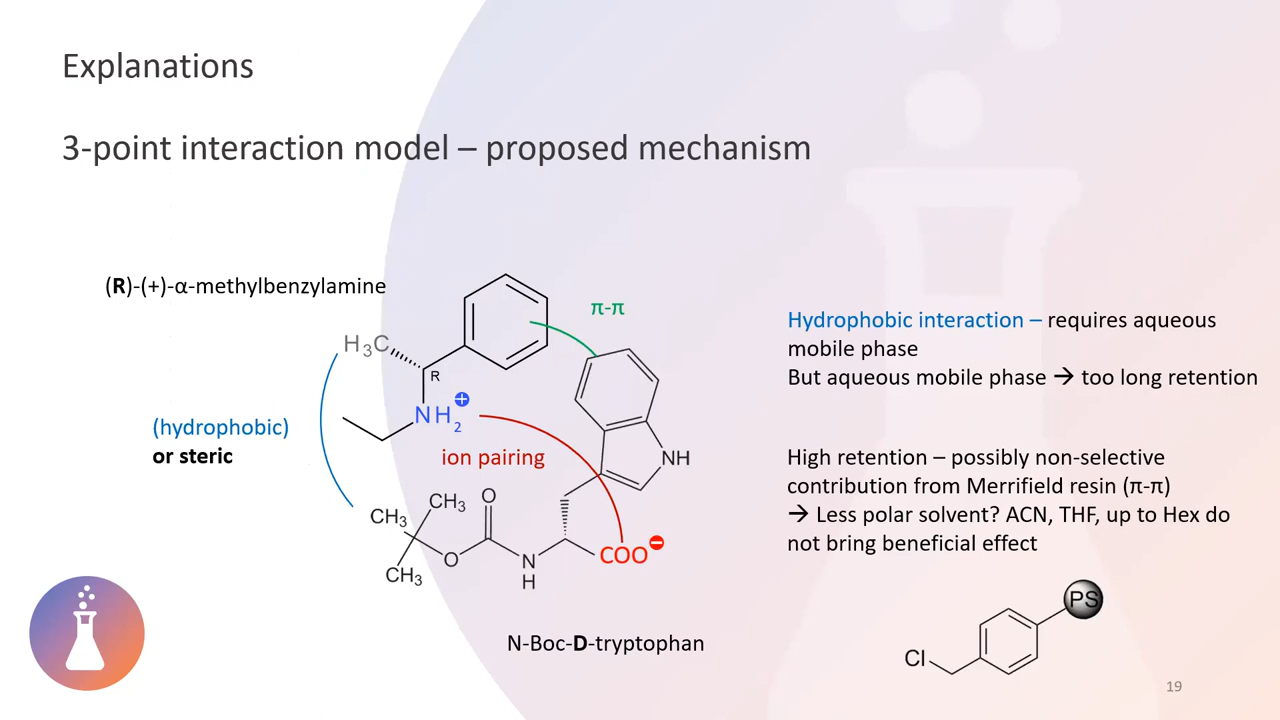 Explanations
3-point interaction model – proposed mechanism
(R)-(+)-α-methylbenzylamine
π-π
H3C
R
NH2
⊕
(hydrophobic)
or steric
ion pairing
NH
CH3
O
CH3
CH3
O
N
H
COO
⊖
N-Boc-D-tryptophan
Hydrophobic interaction – requires aqueous
mobile phase
But aqueous mobile phase → too long retention
High retention – possibly non-selective
contribution from Merrifield resin (π-π)
→ Less polar solvent? ACN, THF, up to Hex do
not bring beneficial effect
PS
Cl
19